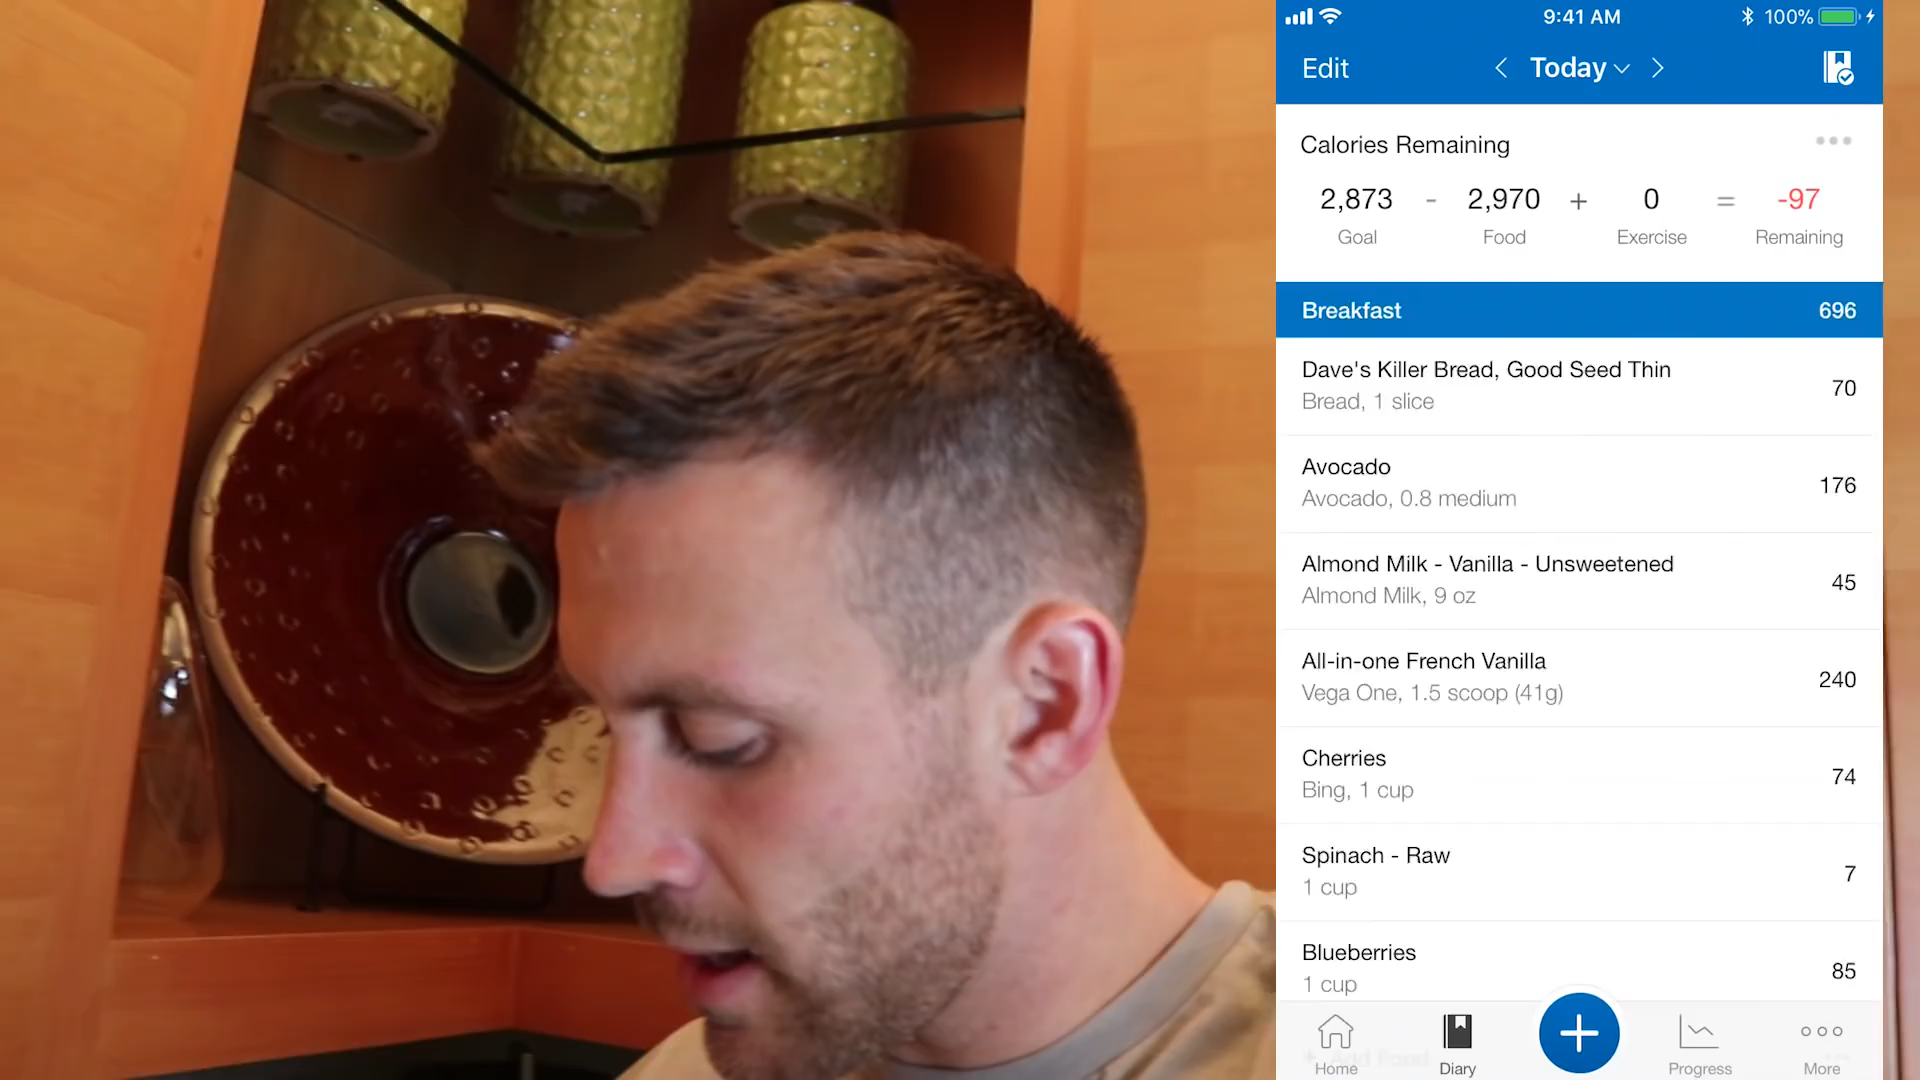 9:41 AM
100%
Edit
Today
Calories Remaining
2,873 - 2,970 + 0 = -97
Goal Food Exercise Remaining
Breakfast 696
Dave's Killer Bread, Good Seed Thin
Bread, 1 slice
70
Avocado
Avocado, 0.8 medium
176
Almond Milk - Vanilla - Unsweetened
Almond Milk, 9 oz
45
All-in-one French Vanilla
Vega One, 1.5 scoop (41g)
240
Cherries
Bing, 1 cup
74
Spinach - Raw
1 cup
7
Blueberries
1 cup
85
+ Add Food
Home Diary Progress More